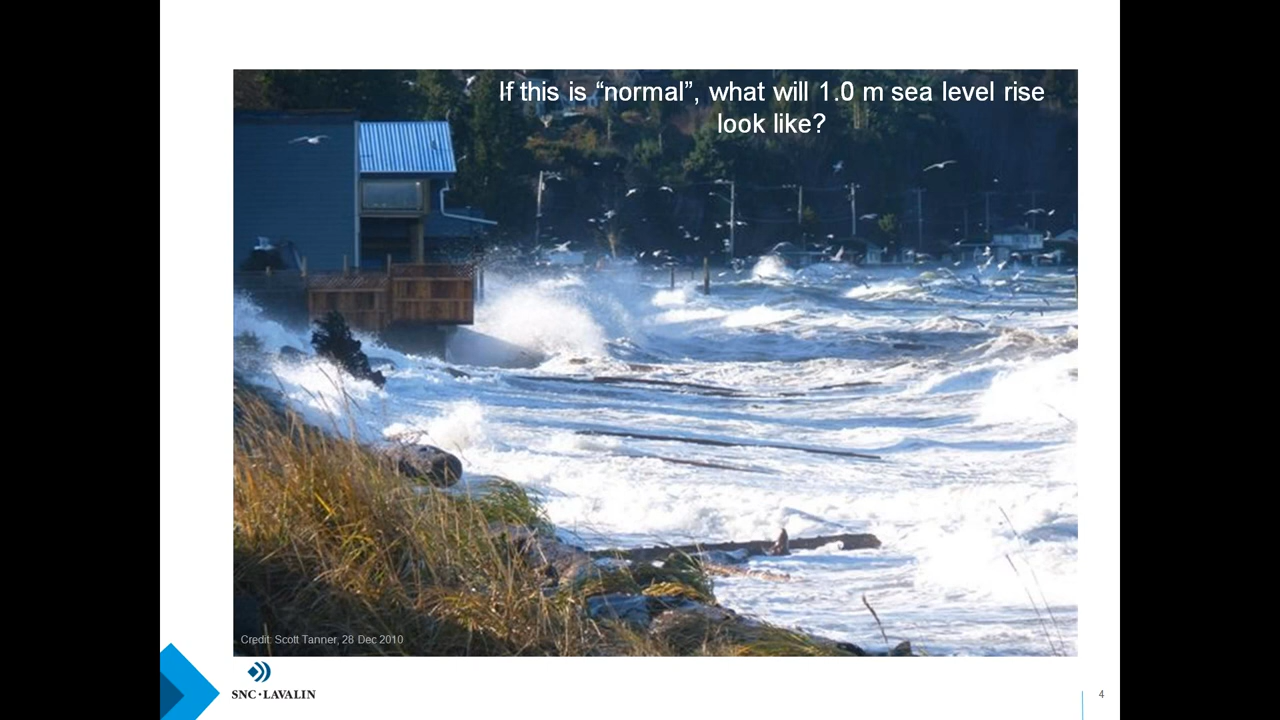 If this is “normal”, what will 1.0 m sea level rise
look like?
Credit: Scott Tanner, 28 Dec 2010
SNC•LAVALIN
4